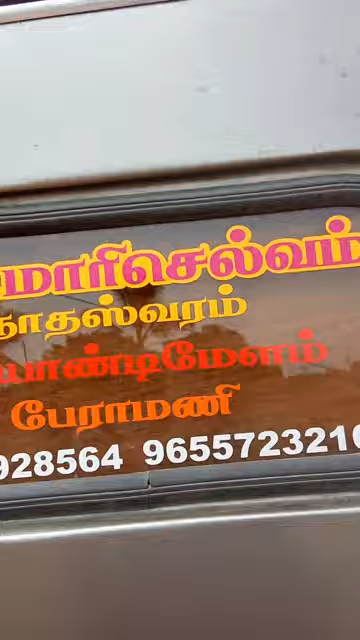 மாரிசெல்வம்
நாதஸ்வரம்
பாண்டிமேளம்
பேராமணி
928564 9655723210